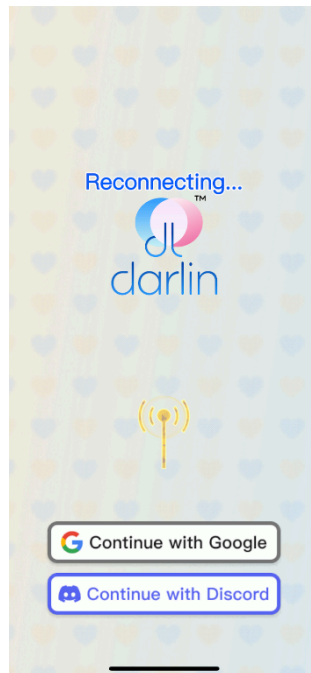 Reconnecting...
TM
darlin
Continue with Google
Continue with Discord